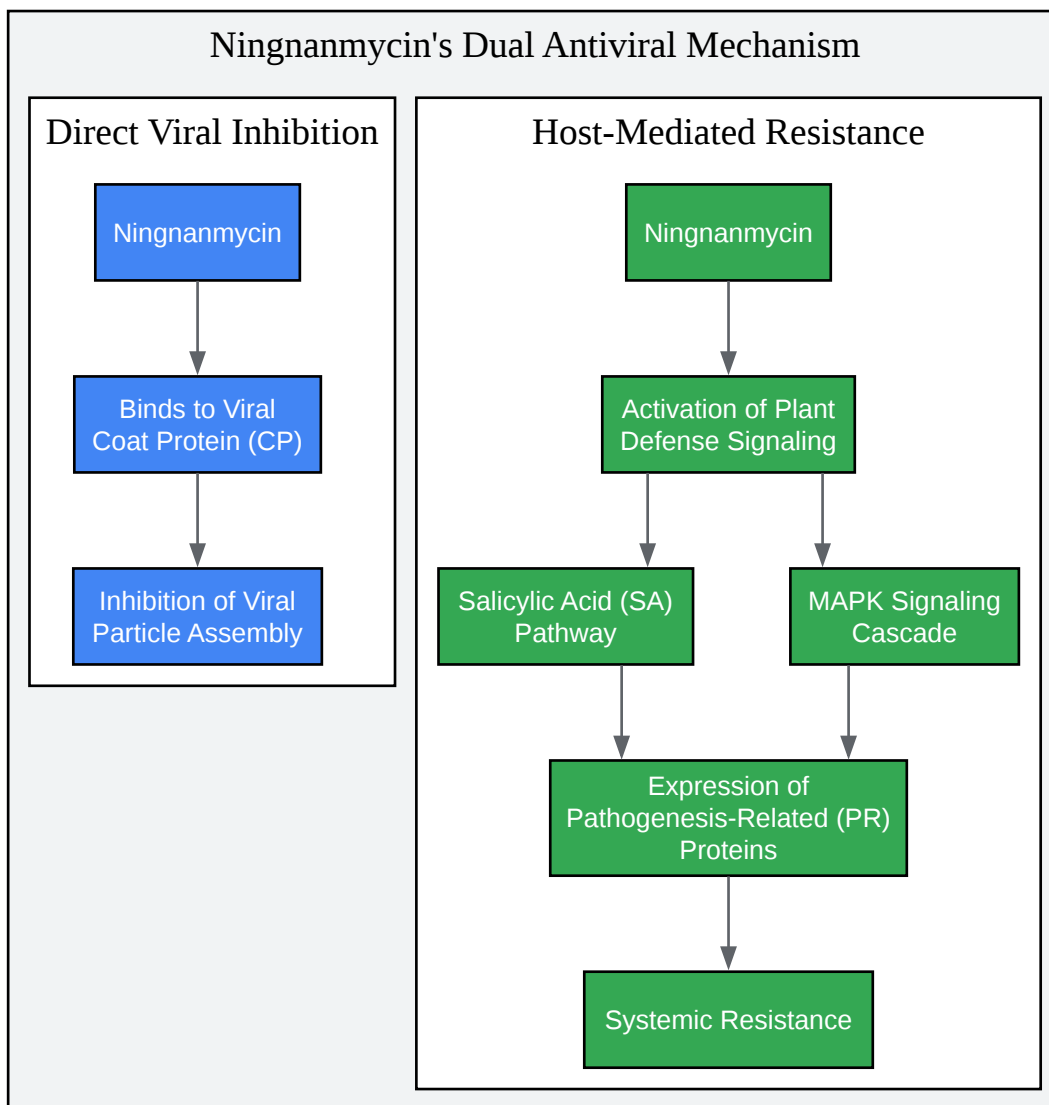 Ningnanmycin's Dual Antiviral Mechanism
Direct Viral Inhibition
Ningnanmycin
Binds to Viral
Coat Protein (CP)
Inhibition of Viral
Particle Assembly
Host-Mediated Resistance
Ningnanmycin
Activation of Plant
Defense Signaling
Salicylic Acid (SA)
Pathway
MAPK Signaling
Cascade
Expression of
Pathogenesis-Related (PR)
Proteins
Systemic Resistance